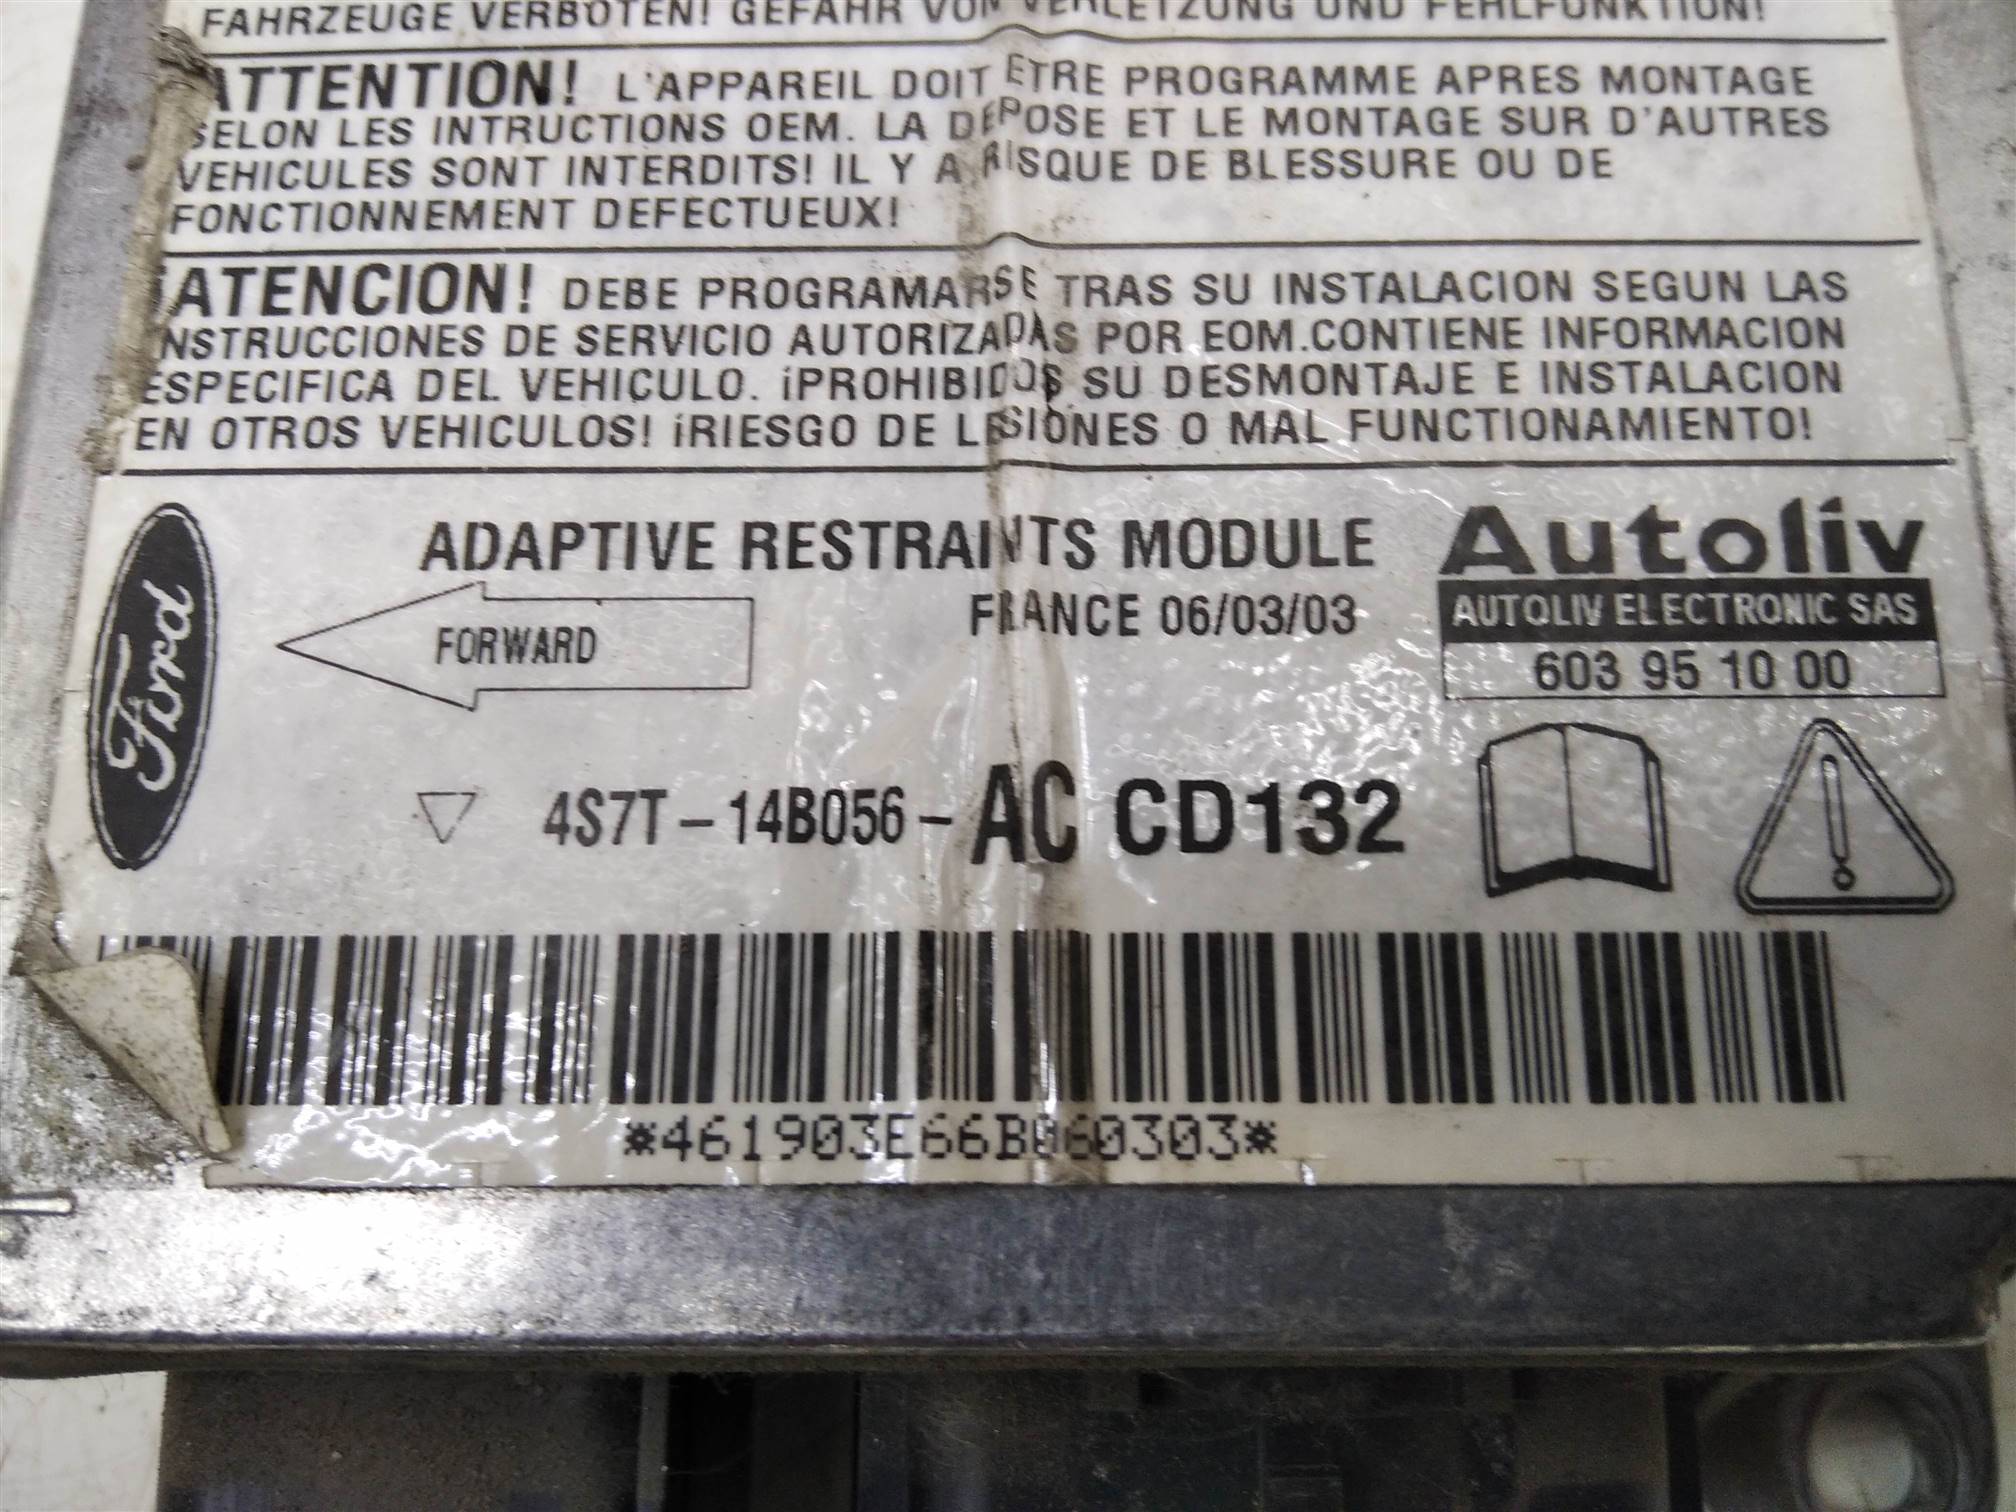 FAHRZEUGE VERBOTEN! GEFAHR VON VERLETZUNG UND FEHLFUNKTION!
ATTENTION! L'APPAREIL DOIT ETRE PROGRAMME APRES MONTAGE
SELON LES INTRUCTIONS OEM. LA DEPOSE ET LE MONTAGE SUR D'AUTRES
VEHICULES SONT INTERDITS! IL Y A RISQUE DE BLESSURE OU DE
FONCTIONNEMENT DEFECTUEUX!
¡ATENCION! DEBE PROGRAMARSE TRAS SU INSTALACION SEGUN LAS
INSTRUCCIONES DE SERVICIO AUTORIZADAS POR EOM.CONTIENE INFORMACION
ESPECIFICA DEL VEHICULO. ¡PROHIBIDOS SU DESMONTAJE E INSTALACION
EN OTROS VEHICULOS! ¡RIESGO DE LESIONES O MAL FUNCTIONAMIENTO!
Ford
ADAPTIVE RESTRAINTS MODULE
FORWARD
FRANCE 06/03/03
Autoliv
AUTOLIV ELECTRONIC SAS
603 95 10 00
4S7T-14B056-AC CD132
*461903E66B060303*